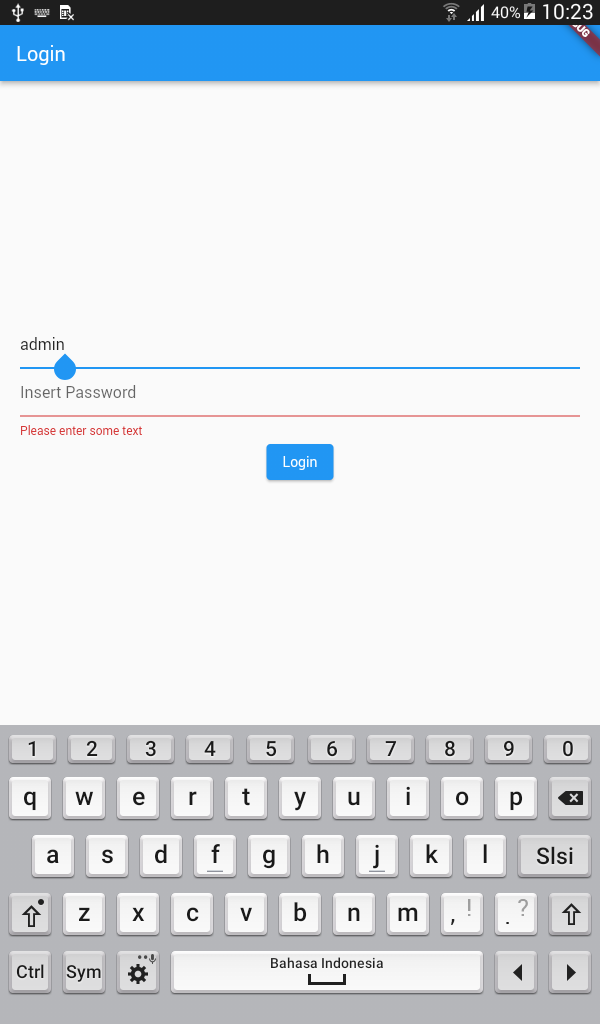 40% 10:23
Login
admin
Insert Password
Please enter some text
Login
1 2 3 4 5 6 7 8 9 0
q w e r t y u i o p
a s d f g h j k l Slsi
z x c v b n m , ! . ?
Ctrl Sym Bahasa Indonesia